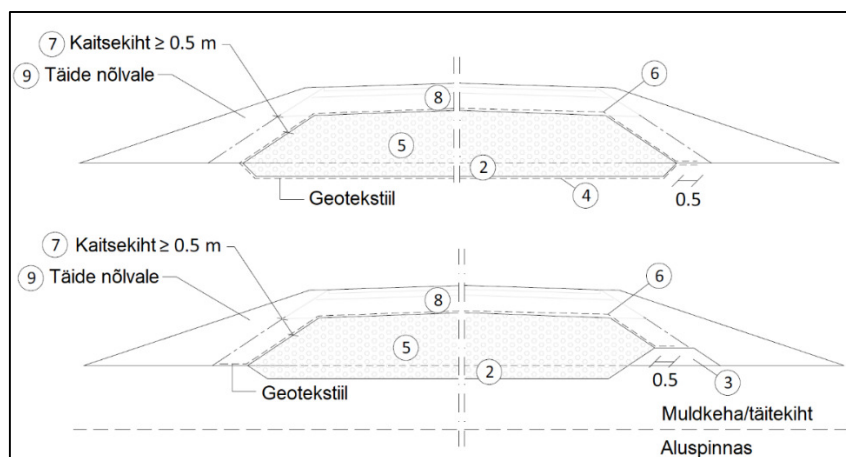 7 Kaitsekiht ≥ 0.5 m
9 Täide nõlvale
8
6
5
2
4
Geotekstiil
0.5
7 Kaitsekiht ≥ 0.5 m
9 Täide nõlvale
8
6
5
2
0.5
3
Geotekstiil
Muldkeha/täitekiht
Aluspinnas